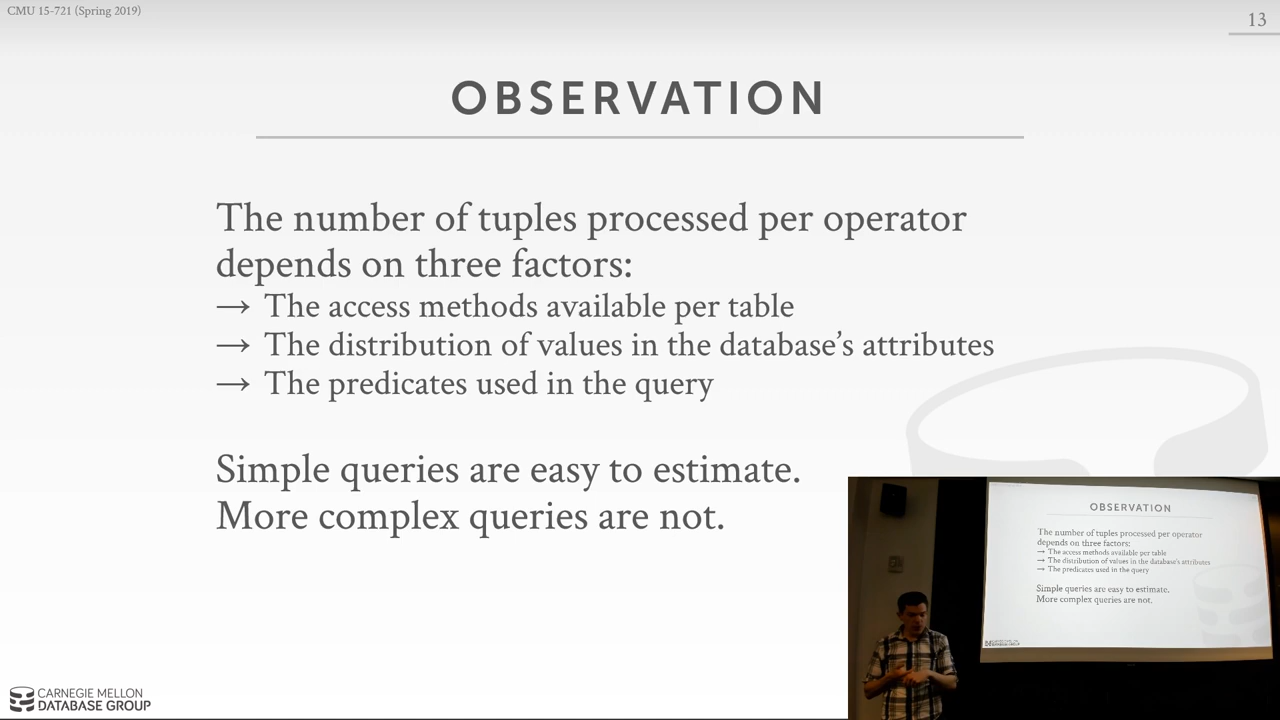 CMU 15-721 (Spring 2019)
13
OBSERVATION
The number of tuples processed per operator
depends on three factors:
→ The access methods available per table
→ The distribution of values in the database’s attributes
→ The predicates used in the query
Simple queries are easy to estimate.
More complex queries are not.
CARNEGIE MELLON
DATABASE GROUP
OBSERVATION
The number of tuples processed per operator
depends on three factors:
→ The access methods available per table
→ The distribution of values in the database's attributes
→ The predicates used in the query
Simple queries are easy to estimate.
More complex queries are not.
CARNEGIE MELLON
DATABASE GROUP